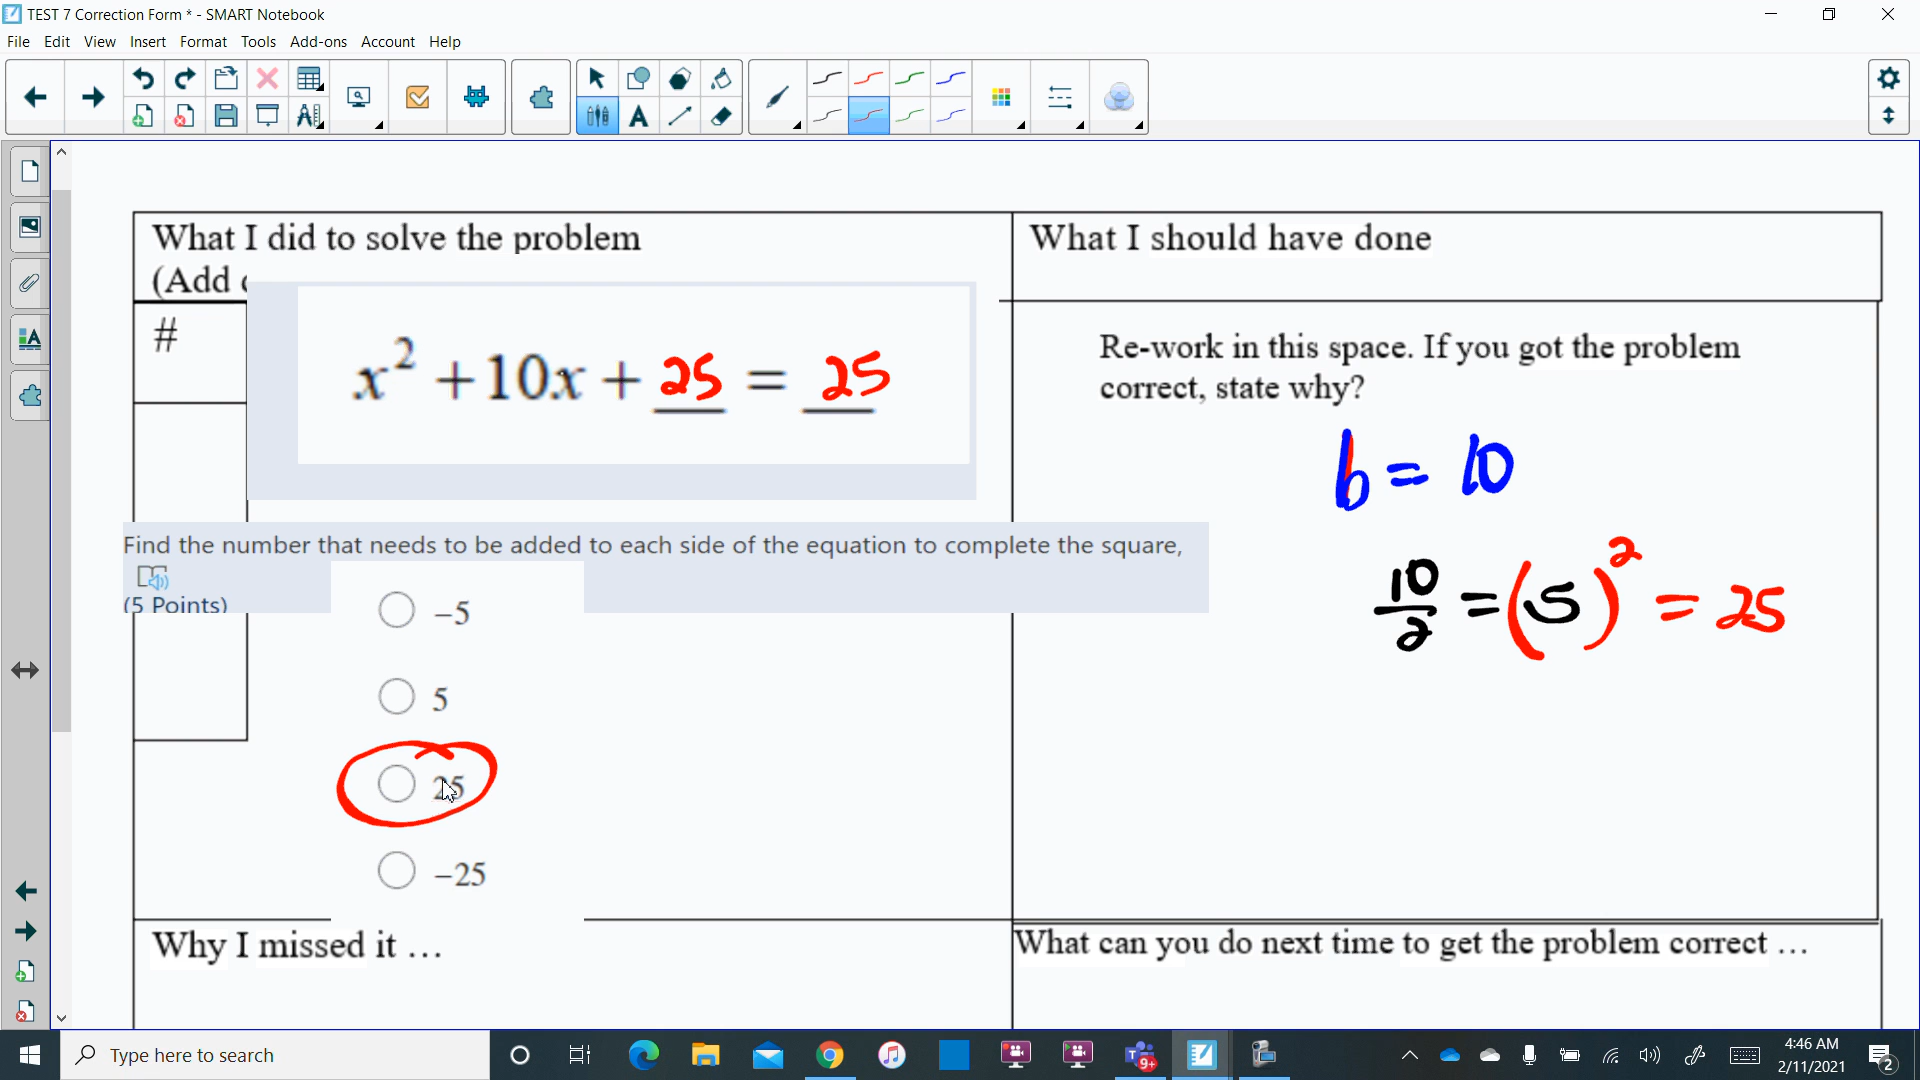 TEST 7 Correction Form * - SMART Notebook
File Edit View Insert Format Tools Add-ons Account Help
What I did to solve the problem
(Add
What I should have done
#
x² +10x + 25 = 25
Re-work in this space. If you got the problem
correct, state why?
b = 10
10/2 = (5)² = 25
Find the number that needs to be added to each side of the equation to complete the square,
(5 Points)
−5
5
25
−25
Why I missed it ...
What can you do next time to get the problem correct ...
Type here to search
9+
4:46 AM
2/11/2021
2